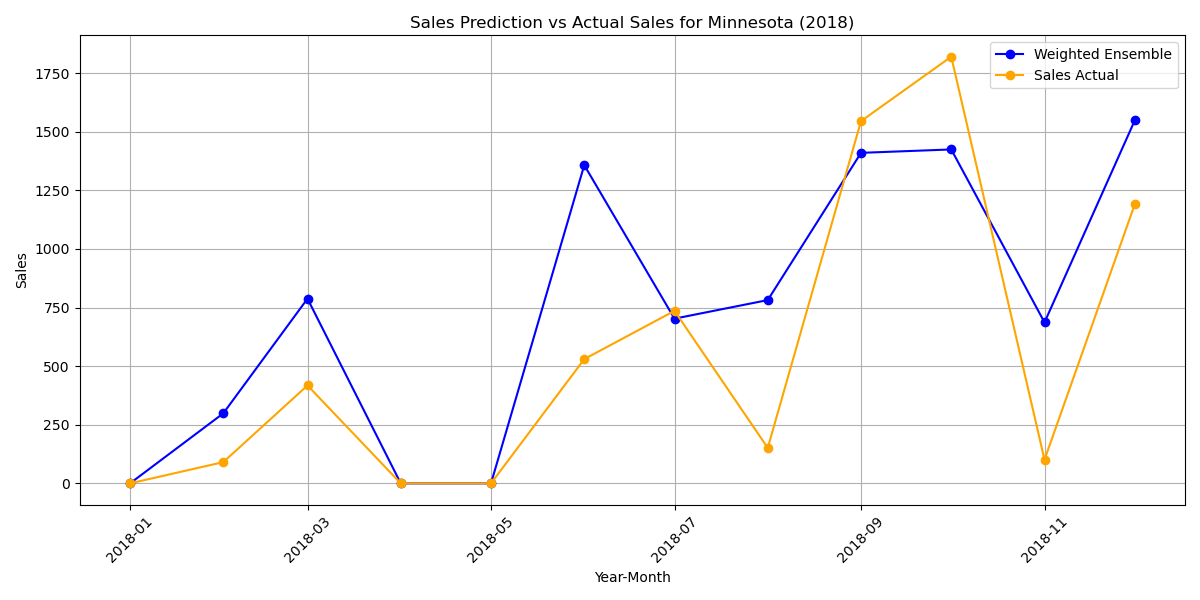 Sales Prediction vs Actual Sales for Minnesota (2018)
Weighted Ensemble
Sales Actual
1750
1500
1250
1000
750
500
250
0
Sales
2018-01
2018-03
2018-05
2018-07
2018-09
2018-11
Year-Month